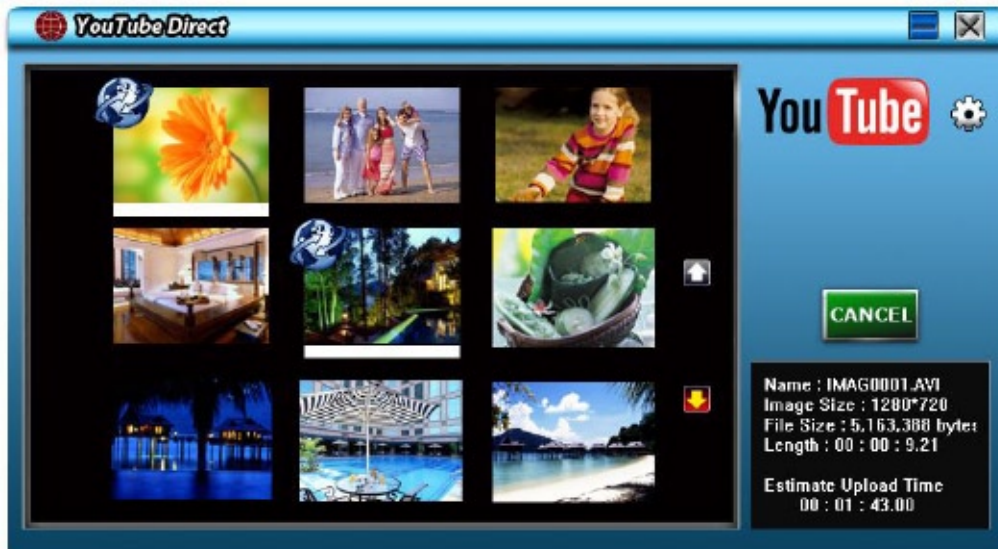 YouTube Direct
YouTube
CANCEL
Name : IMAG0001.AVI
Image Size : 1280*720
File Size : 5,163,388 bytes
Length : 00 : 00 : 9.21
Estimate Upload Time
00 : 01 : 43.00